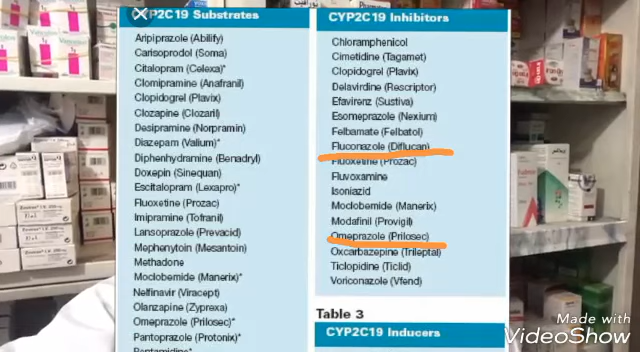 CYP2C19 Substrates
Aripiprazole (Abilify)
Carisoprodol (Soma)
Citalopram (Celexa)*
Clomipramine (Anafranil)
Clopidogrel (Plavix)
Clozapine (Clozaril)
Desipramine (Norpramin)
Diazepam (Valium)*
Diphenhydramine (Benadryl)
Doxepin (Sinequan)
Escitalopram (Lexapro)*
Fluoxetine (Prozac)
Imipramine (Tofranil)
Lansoprazole (Prevacid)
Mephenytoin (Mesantoin)
Methadone
Moclobemide (Manerix)*
Nelfinavir (Viracept)
Olanzapine (Zyprexa)
Omeprazole (Prilosec)*
Pantoprazole (Protonix)*
Pentamidine*
CYP2C19 Inhibitors
Chloramphenicol
Cimetidine (Tagamet)
Clopidogrel (Plavix)
Delavirdine (Rescriptor)
Efavirenz (Sustiva)
Esomeprazole (Nexium)
Felbamate (Felbatol)
Fluconazole (Diflucan)
Fluoxetine (Prozac)
Fluvoxamine
Isoniazid
Moclobemide (Manerix)
Modafinil (Provigil)
Omeprazole (Prilosec)
Oxcarbazepine (Trileptal)
Ticlopidine (Ticlid)
Voriconazole (Vfend)
Table 3
CYP2C19 Inducers
Made with
VideoShow